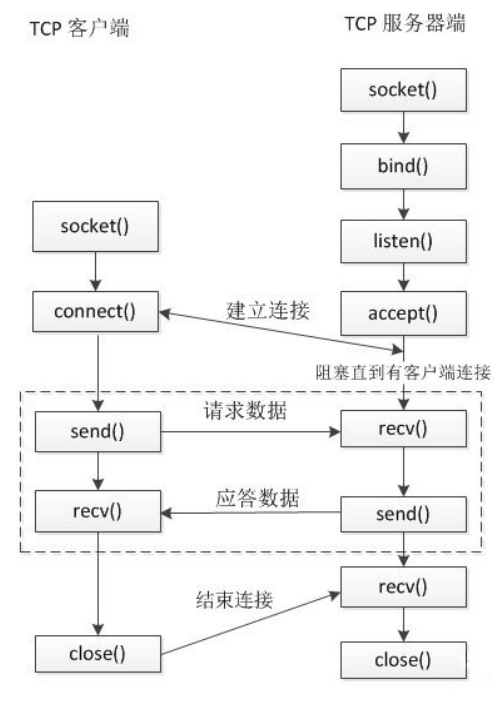 TCP 客户端
TCP 服务器端
socket()
bind()
socket()
listen()
connect()
建立连接
accept()
阻塞直到有客户端连接
send()
请求数据
recv()
recv()
应答数据
send()
结束连接
recv()
close()
close()